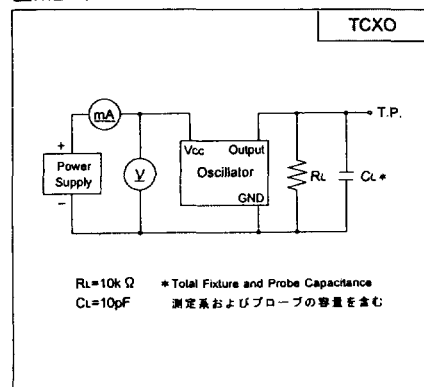 TCXO
mA
T.P.
+
Vcc Output
Power
Supply
V
Oscillator
RL
CL*
GND
−
RL=10k Ω *Total Fixture and Probe Capacitance
CL=10pF 測定系およびプローブの容量を含む